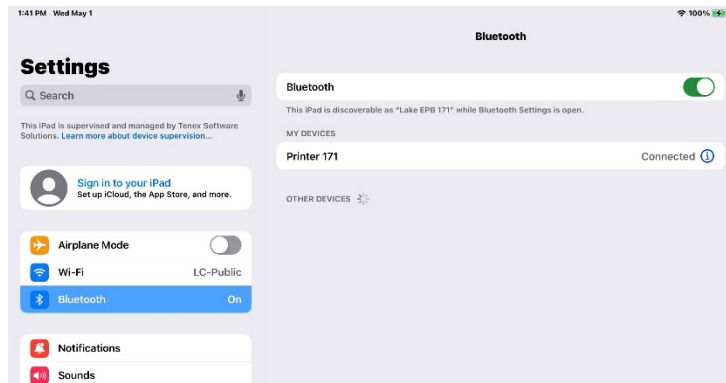 1:41 PM Wed May 1
100%
Bluetooth
Settings
Search
This iPad is supervised and managed by Tenex Software
Solutions. Learn more about device supervision...
Sign in to your iPad
Set up iCloud, the App Store, and more.
Airplane Mode
Wi-Fi LC-Public
Bluetooth On
Notifications
Sounds
Bluetooth
This iPad is discoverable as "Lake EPB 171" while Bluetooth Settings is open.
MY DEVICES
Printer 171 Connected
OTHER DEVICES